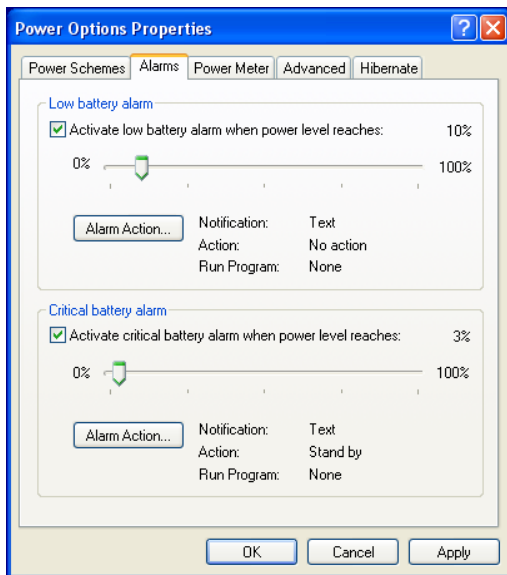 Power Options Properties
Power Schemes Alarms Power Meter Advanced Hibernate
Low battery alarm
Activate low battery alarm when power level reaches: 10%
0% 100%
Alarm Action... Notification: Text
Action: No action
Run Program: None
Critical battery alarm
Activate critical battery alarm when power level reaches: 3%
0% 100%
Alarm Action... Notification: Text
Action: Stand by
Run Program: None
OK Cancel Apply